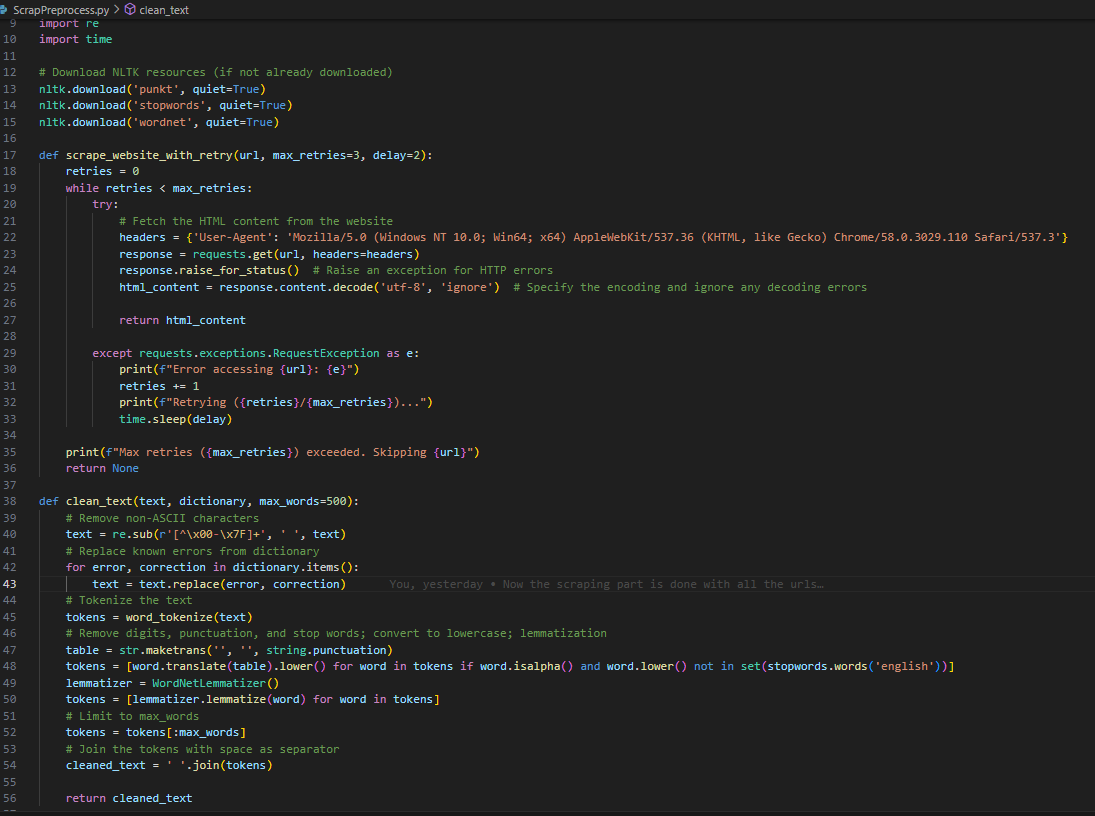 ScrapPreprocess.py > clean_text
9 import re
10 import time
11
12 # Download NLTK resources (if not already downloaded)
13 nltk.download('punkt', quiet=True)
14 nltk.download('stopwords', quiet=True)
15 nltk.download('wordnet', quiet=True)
16
17 def scrape_website_with_retry(url, max_retries=3, delay=2):
18     retries = 0
19     while retries < max_retries:
20         try:
21             # Fetch the HTML content from the website
22             headers = {'User-Agent': 'Mozilla/5.0 (Windows NT 10.0; Win64; x64) AppleWebKit/537.36 (KHTML, like Gecko) Chrome/58.0.3029.110 Safari/537.3'}
23             response = requests.get(url, headers=headers)
24             response.raise_for_status()  # Raise an exception for HTTP errors
25             html_content = response.content.decode('utf-8', 'ignore')  # Specify the encoding and ignore any decoding errors
26
27             return html_content
28
29         except requests.exceptions.RequestException as e:
30             print(f"Error accessing {url}: {e}")
31             retries += 1
32             print(f"Retrying ({retries}/{max_retries})...")
33             time.sleep(delay)
34
35     print(f"Max retries ({max_retries}) exceeded. Skipping {url}")
36     return None
37
38 def clean_text(text, dictionary, max_words=500):
39     # Remove non-ASCII characters
40     text = re.sub(r'[^\x00-\x7F]+', ' ', text)
41     # Replace known errors from dictionary
42     for error, correction in dictionary.items():
43         text = text.replace(error, correction)     You, yesterday • Now the scraping part is done with all the urls…
44     # Tokenize the text
45     tokens = word_tokenize(text)
46     # Remove digits, punctuation, and stop words; convert to lowercase; lemmatization
47     table = str.maketrans('', '', string.punctuation)
48     tokens = [word.translate(table).lower() for word in tokens if word.isalpha() and word.lower() not in set(stopwords.words('english'))]
49     lemmatizer = WordNetLemmatizer()
50     tokens = [lemmatizer.lemmatize(word) for word in tokens]
51     # Limit to max_words
52     tokens = tokens[:max_words]
53     # Join the tokens with space as separator
54     cleaned_text = ' '.join(tokens)
55
56     return cleaned_text